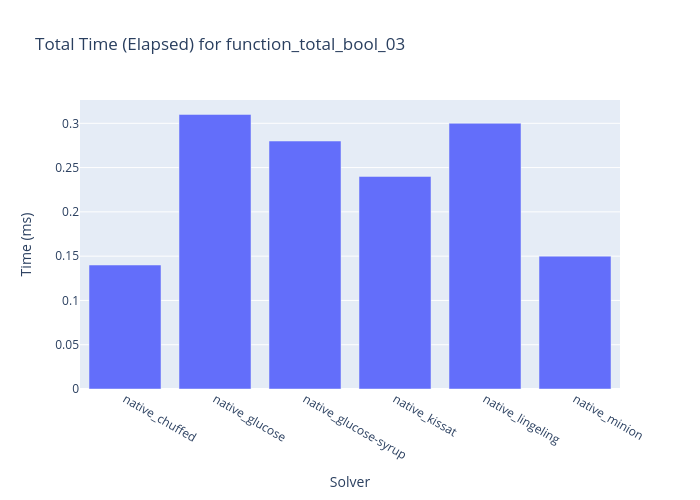 Total Time (Elapsed) for function_total_bool_03
Time (ms)
0.3
0.25
0.2
0.15
0.1
0.05
0
native_chuffed
native_glucose
native_glucose-syrup
native_kissat
native_lingeling
native_minion
Solver